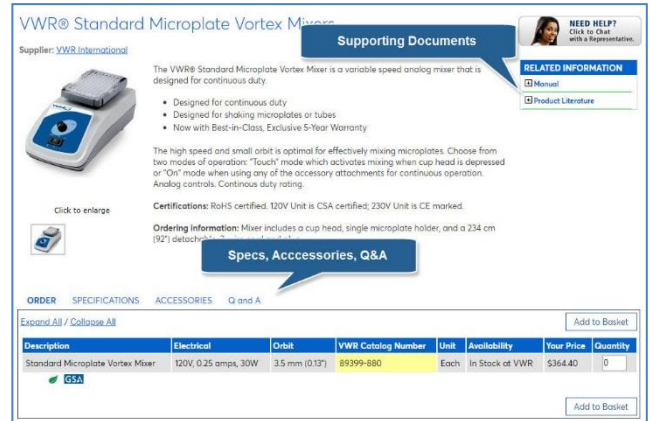 VWR® Standard Microplate Vortex Mixers
Supporting Documents
NEED HELP?
Click to Chat
with a Representative.
Supplier: VWR International
RELATED INFORMATION
Manual
Product Literature
The VWR® Standard Microplate Vortex Mixer is a variable speed analog mixer that is
designed for continuous duty.
• Designed for continuous duty
• Designed for shaking microplates or tubes
• Now with Best-in-Class, Exclusive 5-Year Warranty
The high speed and small orbit is optimal for effectively mixing microplates. Choose from
two modes of operation: "Touch" mode which activates mixing when cup head is depressed
or "On" mode when using any of the accessory attachments for continuous operation.
Analog controls. Continous duty rating.
Click to enlarge
Certifications: RoHS certified. 120V Unit is CSA certified; 230V Unit is CE marked.
Ordering information: Mixer includes a cup head, single microplate holder, and a 234 cm
(92")
Specs, Acccessories, Q&A
ORDER SPECIFICATIONS ACCESSORIES Q and A
Expand All / Collapse All
Add to Basket
Description Electrical Orbit VWR Catalog Number Unit Availability Your Price Quantity
Standard Microplate Vortex Mixer 120V, 0.25 amps, 30W 3.5 mm (0.13") 89399-880 Each In Stock at VWR $364.40 0
GSA
Add to Basket